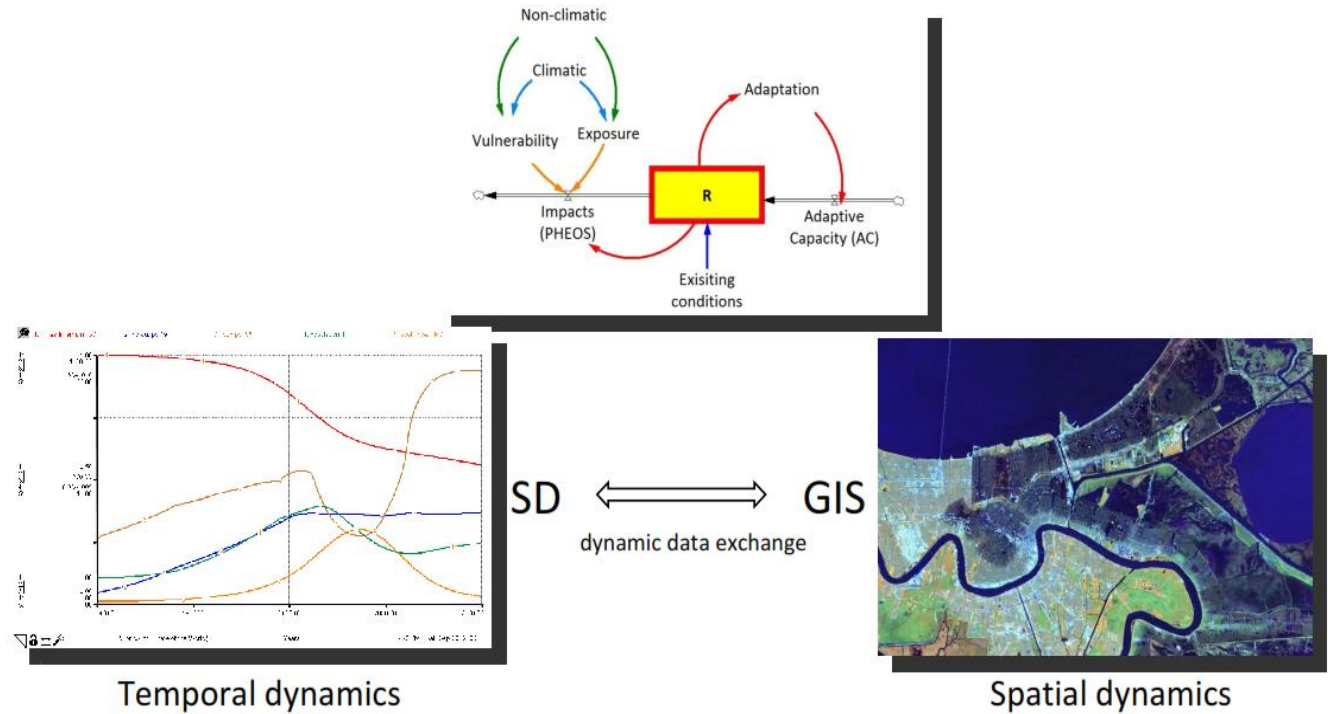 Non-climatic
Climatic
Adaptation
Vulnerability
Exposure
R
Impacts
(PHEOS)
Adaptive
Capacity (AC)
Exisiting
conditions
SD
GIS
dynamic data exchange
Years
Temporal dynamics
Spatial dynamics